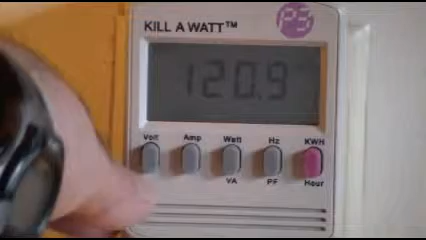 P3
KILL A WATT™
120.9
Volt Amp Watt Hz KWH
VA PF Hour